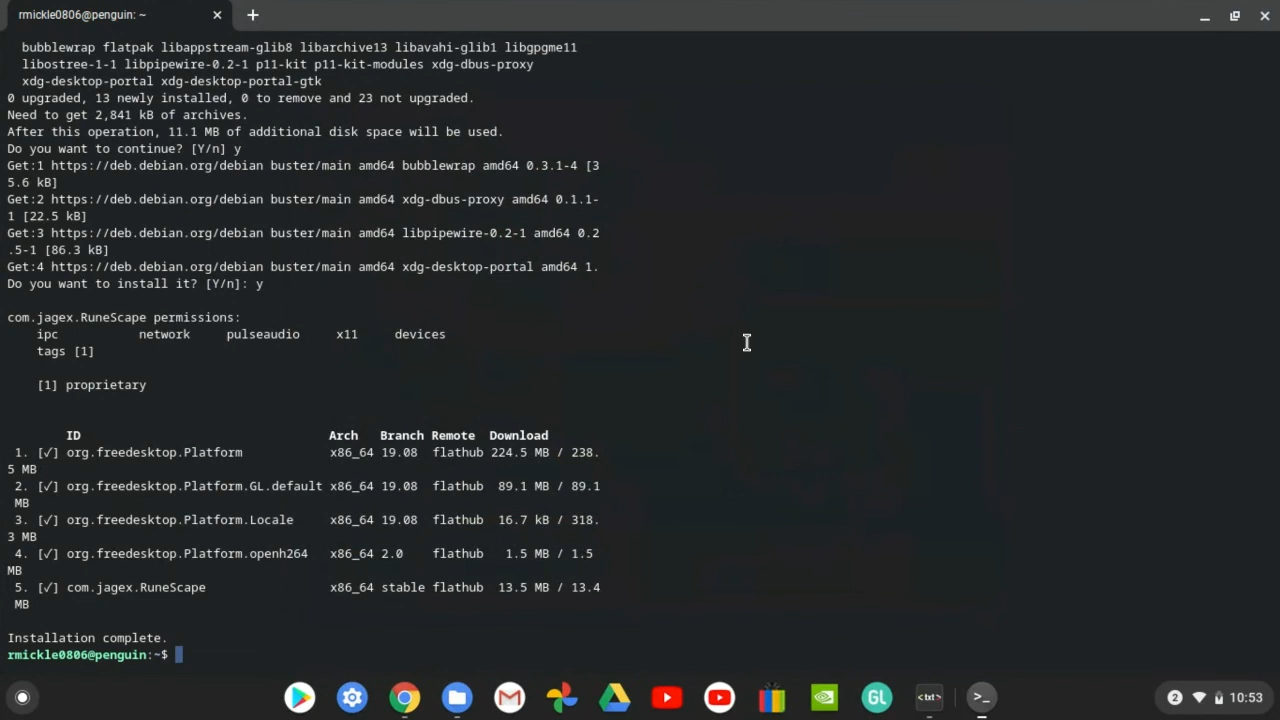 rmickle0806@penguin: ~
bubblewrap flatpak libappstream-glib8 libarchive13 libavahi-glib1 libgpgme11
libostree-1-1 libpipewire-0.2-1 p11-kit p11-kit-modules xdg-dbus-proxy
xdg-desktop-portal xdg-desktop-portal-gtk
0 upgraded, 13 newly installed, 0 to remove and 23 not upgraded.
Need to get 2,841 kB of archives.
After this operation, 11.1 MB of additional disk space will be used.
Do you want to continue? [Y/n] y
Get:1 https://deb.debian.org/debian buster/main amd64 bubblewrap amd64 0.3.1-4 [3
5.6 kB]
Get:2 https://deb.debian.org/debian buster/main amd64 xdg-dbus-proxy amd64 0.1.1-
1 [22.5 kB]
Get:3 https://deb.debian.org/debian buster/main amd64 libpipewire-0.2-1 amd64 0.2
.5-1 [86.3 kB]
Get:4 https://deb.debian.org/debian buster/main amd64 xdg-desktop-portal amd64 1.
Do you want to install it? [Y/n]: y
com.jagex.RuneScape permissions:
ipc network pulseaudio x11 devices
tags [1]
[1] proprietary
ID Arch Branch Remote Download
1. [✓] org.freedesktop.Platform x86_64 19.08 flathub 224.5 MB / 238.
5 MB
2. [✓] org.freedesktop.Platform.GL.default x86_64 19.08 flathub 89.1 MB / 89.1
MB
3. [✓] org.freedesktop.Platform.Locale x86_64 19.08 flathub 16.7 kB / 318.
3 MB
4. [✓] org.freedesktop.Platform.openh264 x86_64 2.0 flathub 1.5 MB / 1.5
MB
5. [✓] com.jagex.RuneScape x86_64 stable flathub 13.5 MB / 13.4
MB
Installation complete.
rmickle0806@penguin:~$
GL <txt> >_ 2 10:53